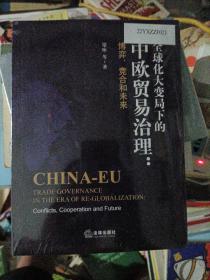 22YXZZ1021
全球化大变局下的
中欧贸易治理：
博弈、竞合和未来
CHINA-EU
TRADE GOVERNANCE
IN THE ERA OF RE-GLOBALIZATION:
Conflicts, Cooperation and Future
法律出版社